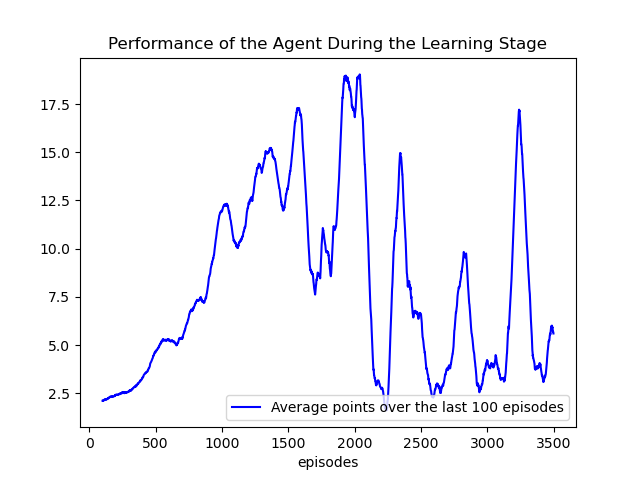 Performance of the Agent During the Learning Stage
17.5
15.0
12.5
10.0
7.5
5.0
2.5
Average points over the last 100 episodes
0 500 1000 1500 2000 2500 3000 3500
episodes